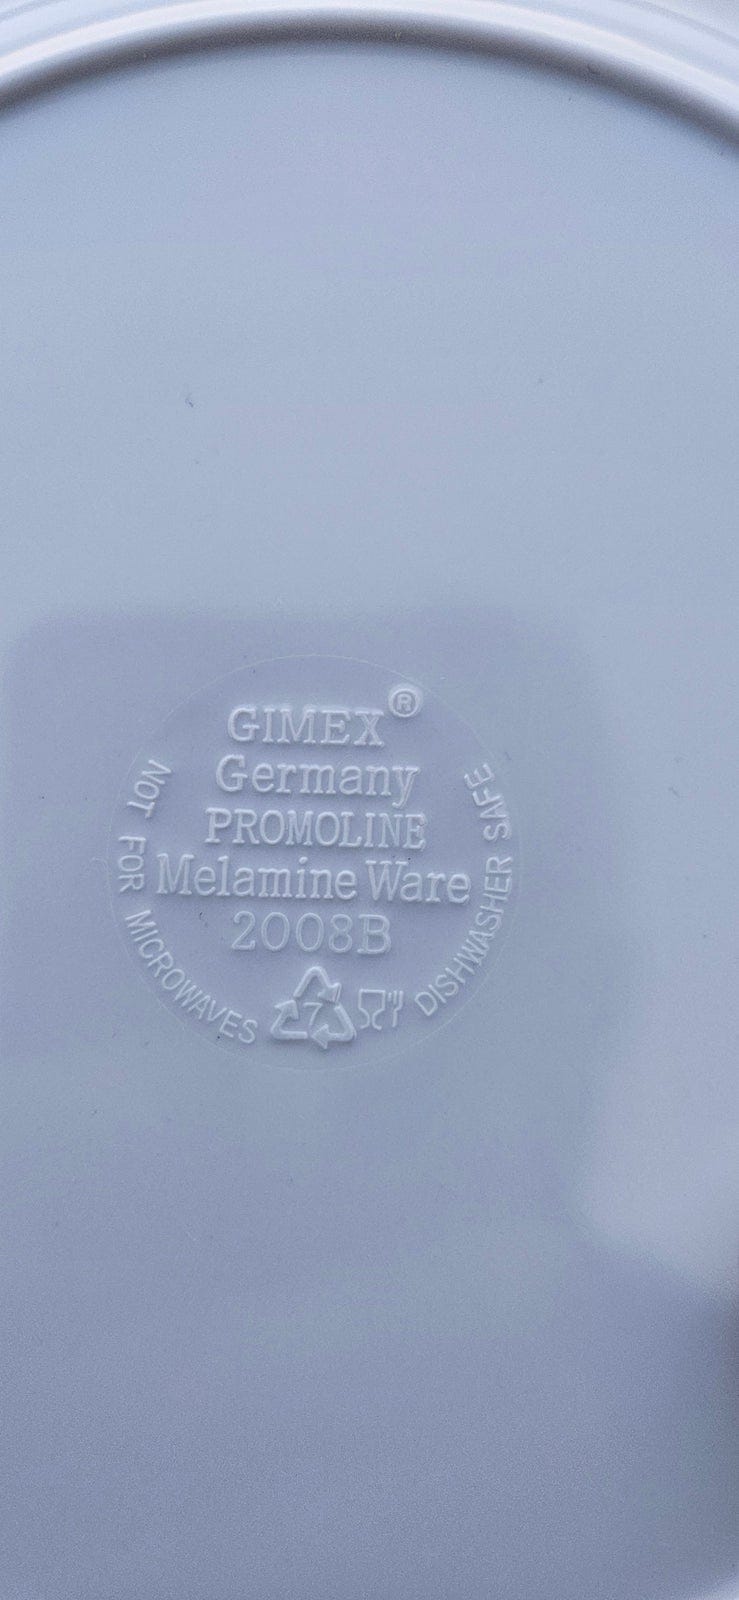 GIMEX®
Germany
PROMOLINE
Melamine Ware
2008B
7
NOT FOR MICROWAVES
DISHWASHER SAFE